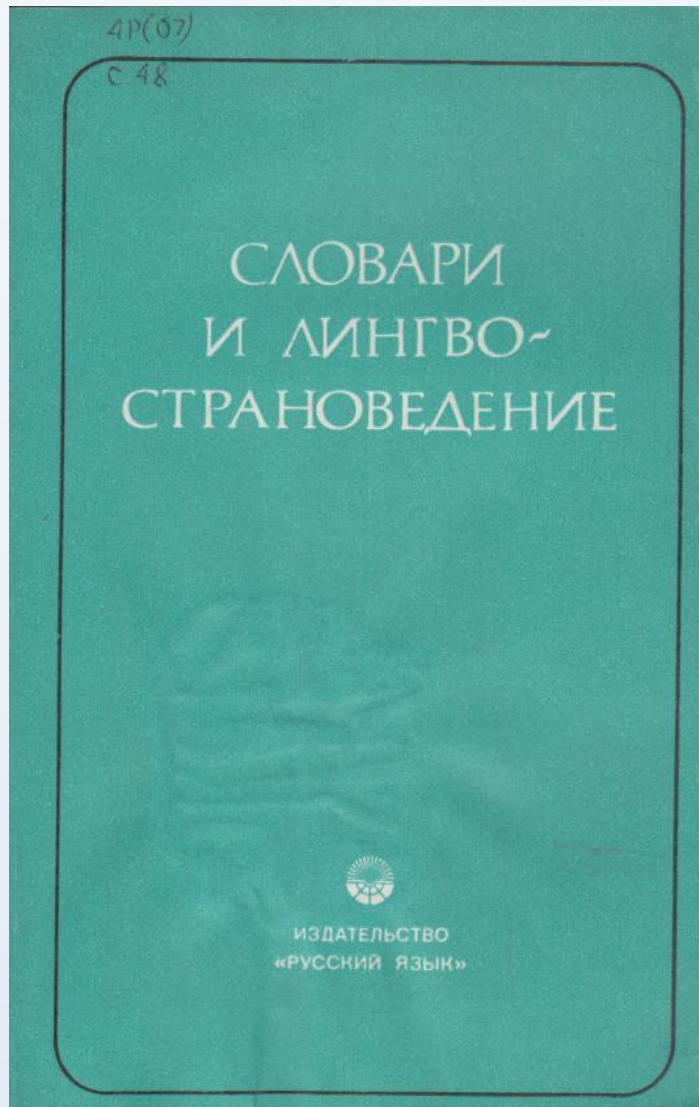 4Р(07)
С 48
СЛОВАРИ
И ЛИНГВО-
СТРАНОВЕДЕНИЕ
ИЗДАТЕЛЬСТВО
«РУССКИЙ ЯЗЫК»